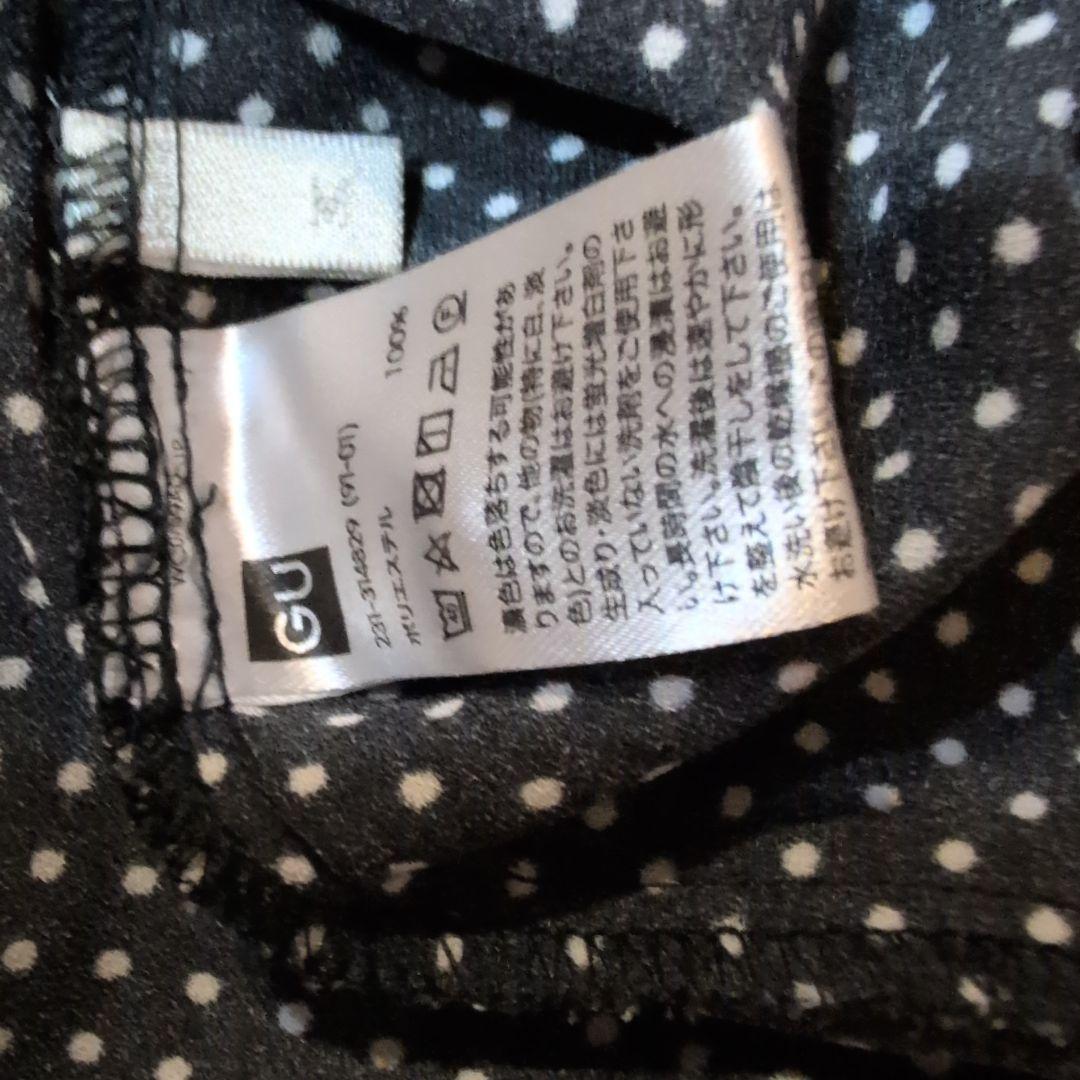 GU
231-314829 (91-01)
ポリエステル 100%
濃色は色落ちする可能性があ
りますので、他の物(特に白、淡
色)とのお洗濯はお避け下さい。
生成り・淡色には蛍光増白剤の
入っていない洗剤をご使用下さ
い。長時間の水への浸漬はお避
け下さい。洗濯後は速やかに形
を整えて陰干しをして下さい。
水洗い後の乾燥機のご使用は
お避け下さい。